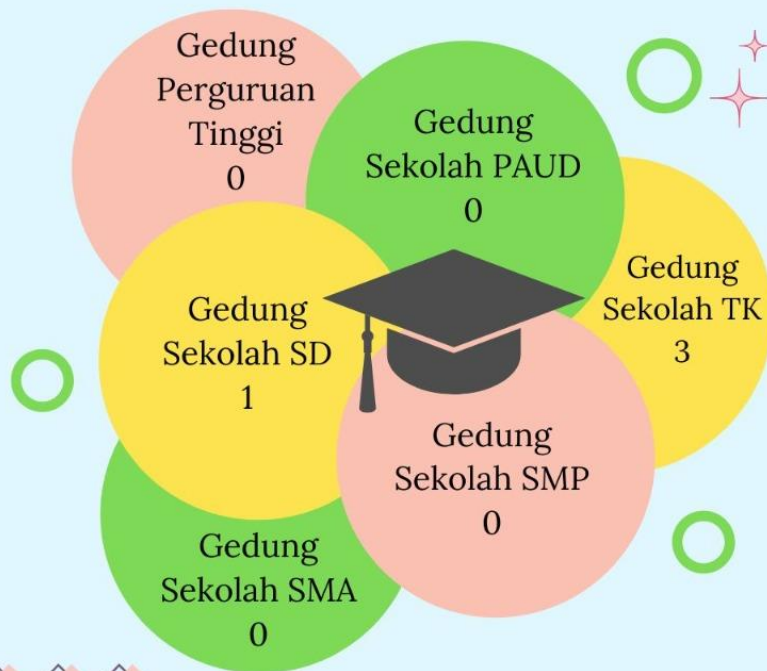 Gedung
Perguruan
Tinggi
0
Gedung
Sekolah PAUD
0
Gedung
Sekolah TK
3
Gedung
Sekolah SD
1
Gedung
Sekolah SMP
0
Gedung
Sekolah SMA
0